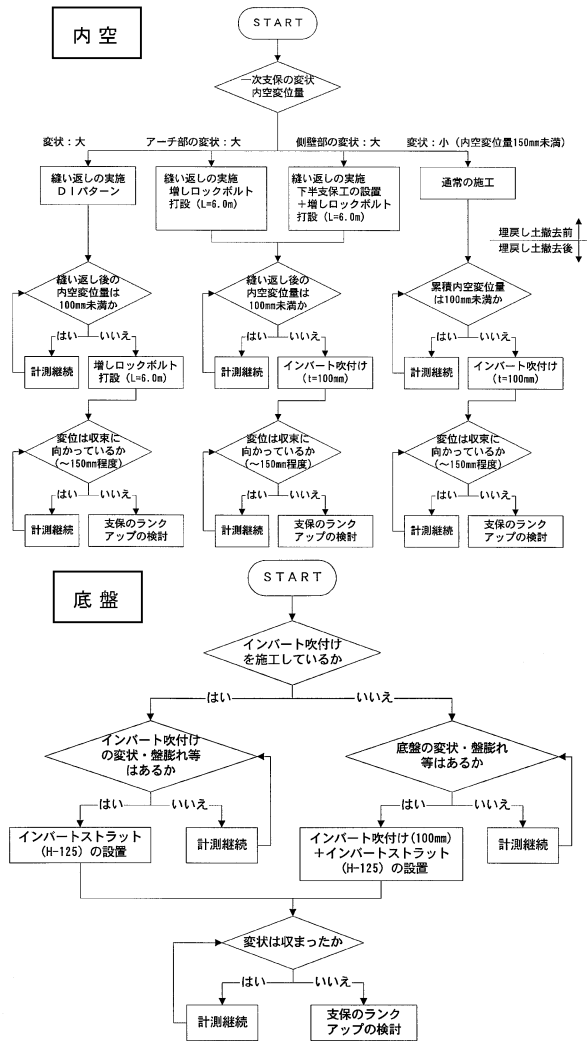 内空
START
一次支保の変状
内空変位量
変状：大
アーチ部の変状：大
側壁部の変状：大
変状：小（内空変位量150mm未満）
縫い返しの実施
DⅠパターン
縫い返しの実施
増しロックボルト
打設（L=6.0m）
縫い返しの実施
下半支保工の設置
＋増しロックボルト
打設（L=6.0m）
通常の施工
埋戻し土撤去前
埋戻し土撤去後
縫い返し後の
内空変位量は
100mm未満か
縫い返し後の
内空変位量は
100mm未満か
累積内空変位量
は100mm未満か
はい
いいえ
はい
いいえ
はい
いいえ
計測継続
増しロックボルト
打設（L=6.0m）
計測継続
インバート吹付け
（t=100mm）
計測継続
インバート吹付け
（t=100mm）
変位は収束に
向かっているか
（～150mm程度）
変位は収束に
向かっているか
（～150mm程度）
変位は収束に
向かっているか
（～150mm程度）
はい
いいえ
はい
いいえ
はい
いいえ
計測継続
支保のランク
アップの検討
計測継続
支保のランク
アップの検討
計測継続
支保のランク
アップの検討
底盤
START
インバート吹付け
を施工しているか
はい
いいえ
インバート吹付け
の変状・盤膨れ等
はあるか
底盤の変状・盤膨れ
等はあるか
はい
いいえ
はい
いいえ
インバートストラット
（H-125）の設置
計測継続
インバート吹付け（100mm）
＋インバートストラット
（H-125）の設置
計測継続
変状は収まったか
はい
いいえ
計測継続
支保のランク
アップの検討